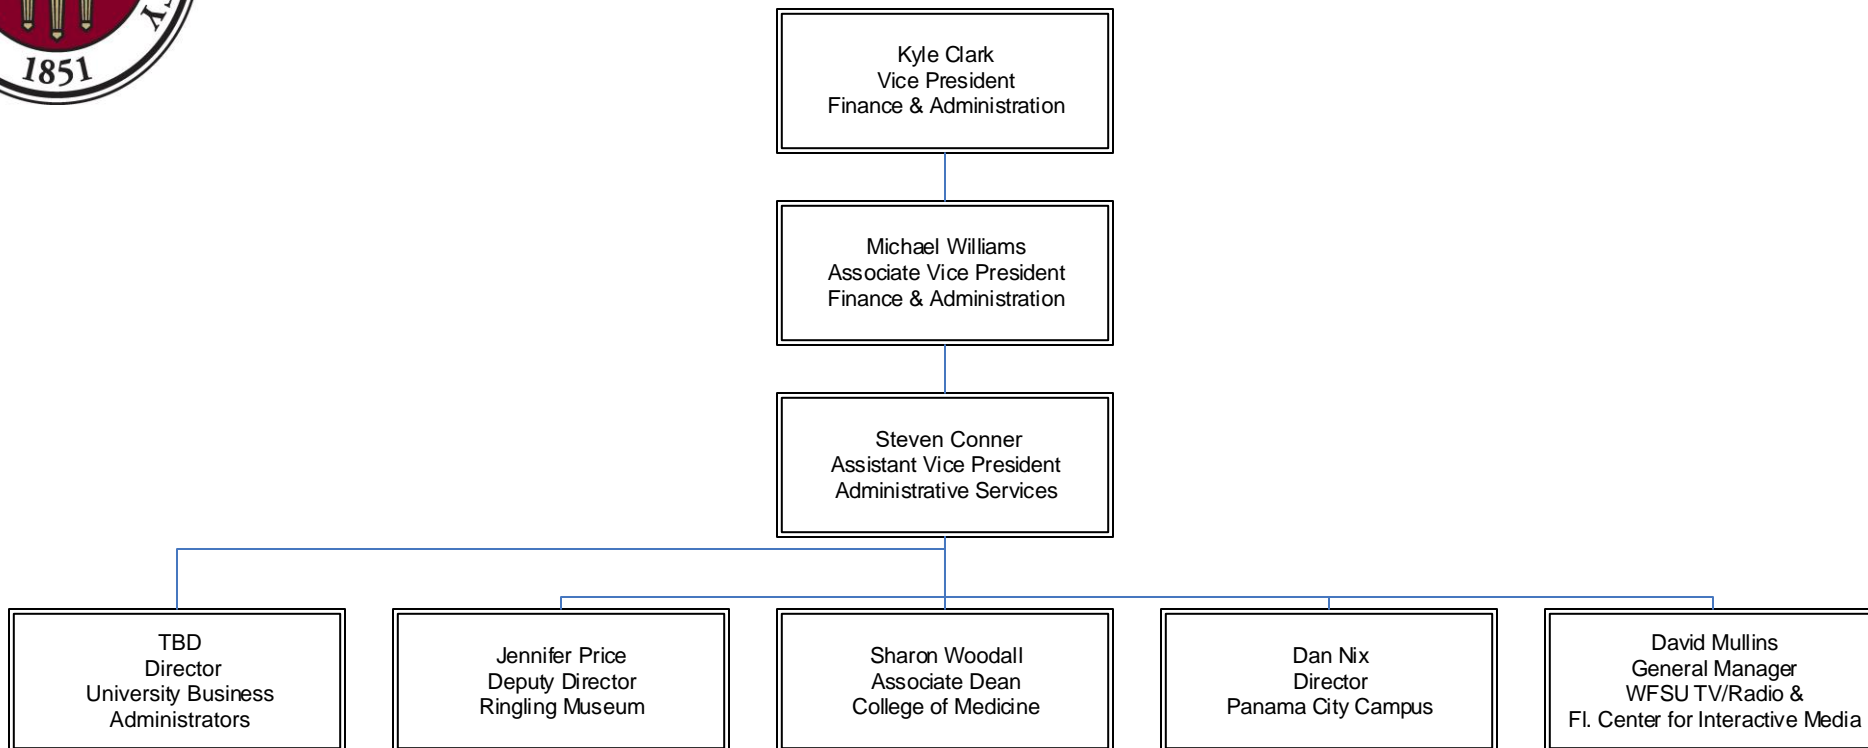 1851
Kyle Clark
Vice President
Finance & Administration
Michael Williams
Associate Vice President
Finance & Administration
Steven Conner
Assistant Vice President
Administrative Services
TBD
Director
University Business
Administrators
Jennifer Price
Deputy Director
Ringling Museum
Sharon Woodall
Associate Dean
College of Medicine
Dan Nix
Director
Panama City Campus
David Mullins
General Manager
WFSU TV/Radio &
Fl. Center for Interactive Media